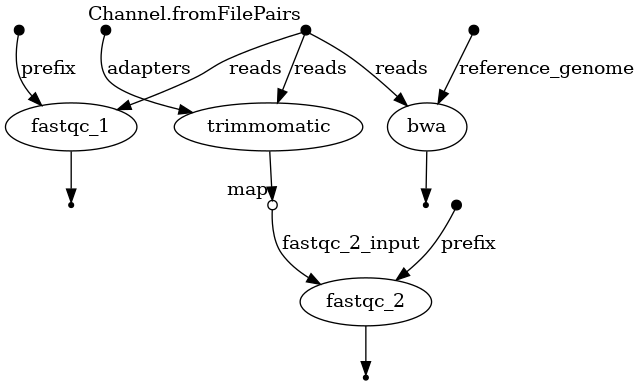 Channel.fromFilePairs
prefix
adapters
reads
reads
reads
reference_genome
fastqc_1
trimmomatic
bwa
map
fastqc_2_input
prefix
fastqc_2